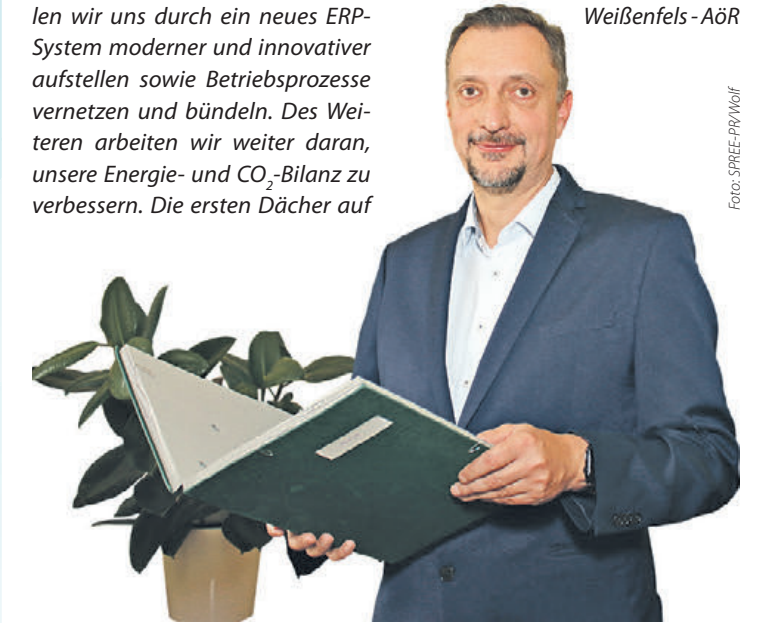 len wir uns durch ein neues ERP-
System moderner und innovativer
aufstellen sowie Betriebsprozesse
vernetzen und bündeln. Des Wei-
teren arbeiten wir weiter daran,
unsere Energie- und CO₂-Bilanz zu
verbessern. Die ersten Dächer auf
Weißenfels - AöR
Foto: SPREE-PR/Wolf